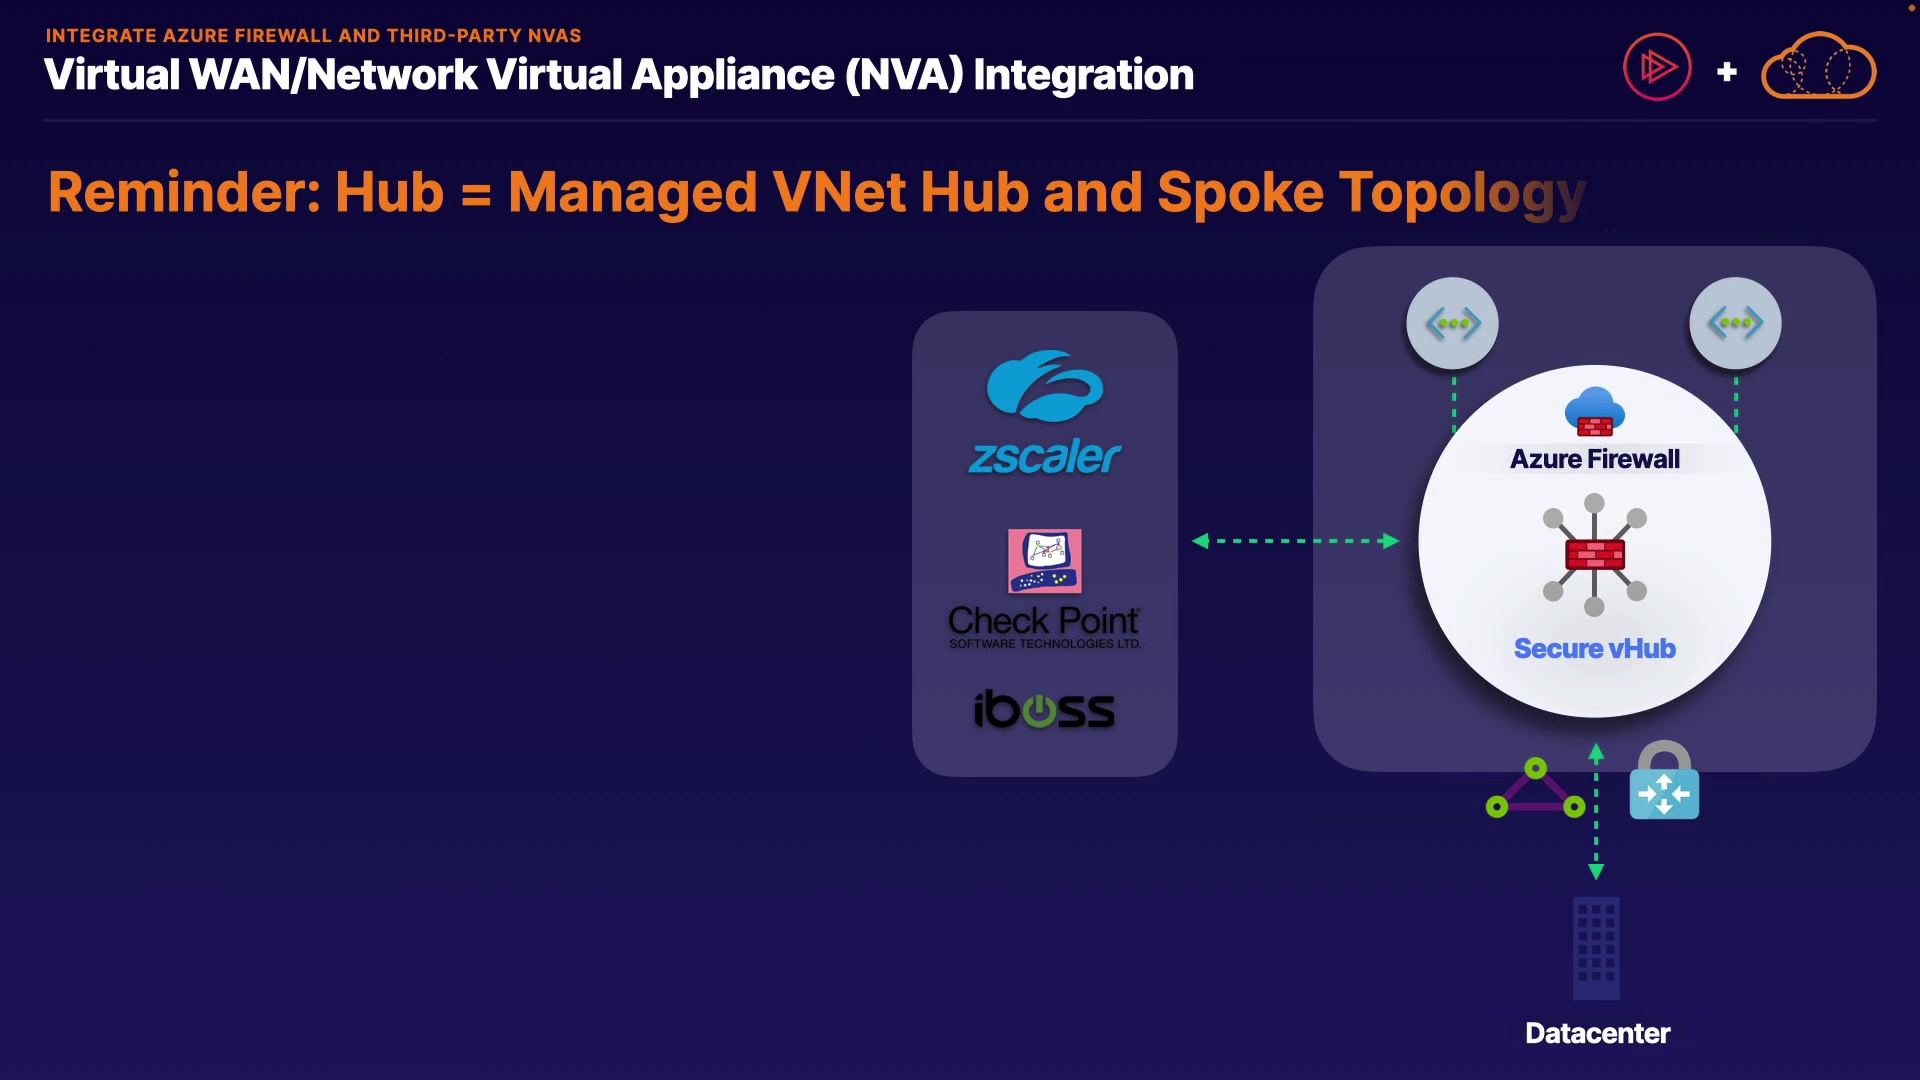 INTEGRATE AZURE FIREWALL AND THIRD-PARTY NVAS
Virtual WAN/Network Virtual Appliance (NVA) Integration
Reminder: Hub = Managed VNet Hub and Spoke Topology
zscaler
Check Point
SOFTWARE TECHNOLOGIES LTD.
iboss
Azure Firewall
Secure vHub
Datacenter